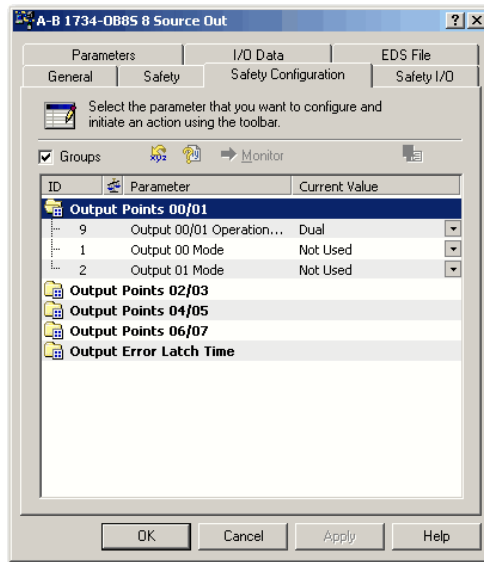 A-B 1734-OB8S 8 Source Out
Parameters I/O Data EDS File
General Safety Safety Configuration Safety I/O
Select the parameter that you want to configure and
initiate an action using the toolbar.
Groups xyz Monitor
ID Parameter Current Value
Output Points 00/01
9 Output 00/01 Operation... Dual
1 Output 00 Mode Not Used
2 Output 01 Mode Not Used
Output Points 02/03
Output Points 04/05
Output Points 06/07
Output Error Latch Time
OK Cancel Apply Help